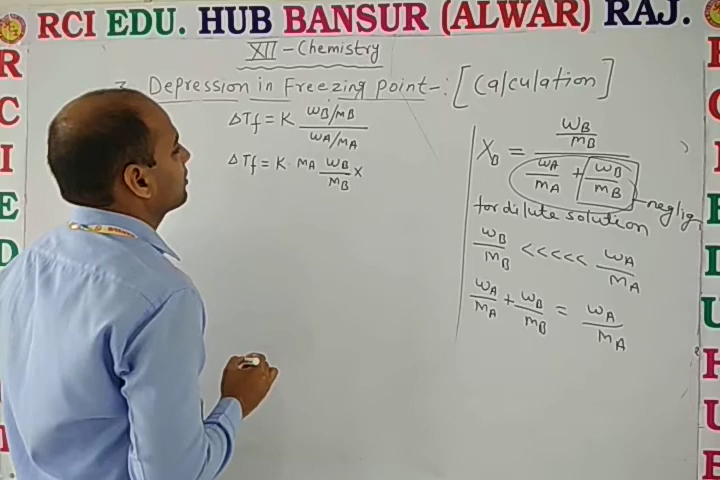 RCI EDU. HUB BANSUR (ALWAR) RAJ.
XII - Chemistry
Depression in Freezing point -: [Calculation]
ΔTf = K WB/MB / WA/MA
ΔTf = K · MA WB/MB ×
XB = WB/MB / WA/MA + WB/MB
neglig
for dilute solution
WB/MB <<<<< WA/MA
WA/MA + WB/MB = WA/MA
R
C
I
E
D